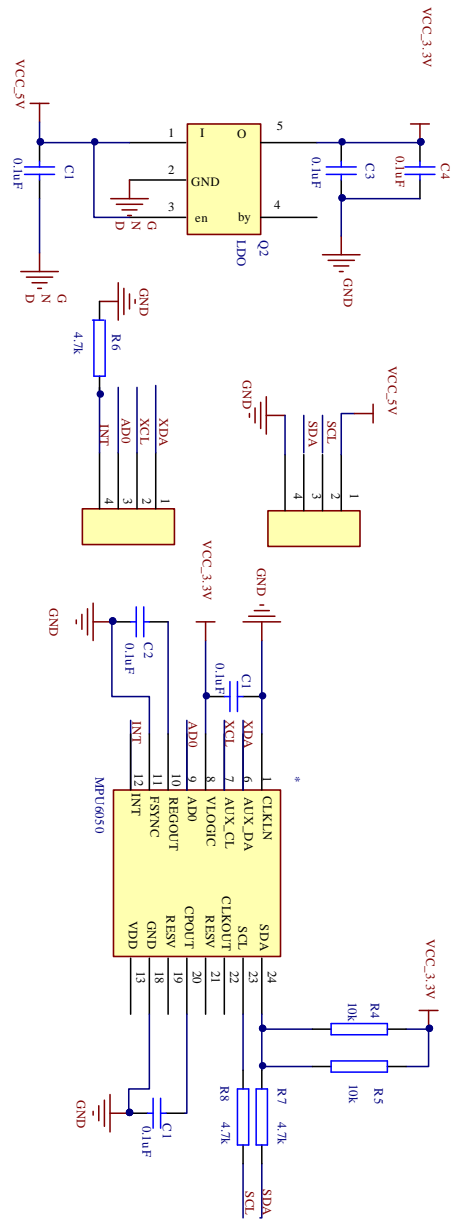 VCC_3.3V
VCC_5V
C1
0.1uF
1
I
O
5
2
GND
3
en
by
4
Q2
LDO
C3
0.1uF
C4
0.1uF
G
N
D
G
N
D
GND
GND
R6
4.7k
INT
AD0
XCL
XDA
4
3
2
1
GND
SDA
SCL
VCC_5V
4
3
2
1
GND
C2
0.1uF
VCC_3.3V
C1
0.1uF
GND
INT
AD0
XCL
XDA
12
11
10
9
8
7
6
1
*
MPU6050
INT
FSYNC
REGOUT
AD0
VLOGIC
AUX_CL
AUX_DA
CLKLN
VDD
GND
RESV
CPOUT
RESV
CLKOUT
SCL
SDA
13
18
19
20
21
22
23
24
VCC_3.3V
R4
10k
R5
10k
R7
4.7k
R8
4.7k
SCL
SDA
GND
C1
0.1uF